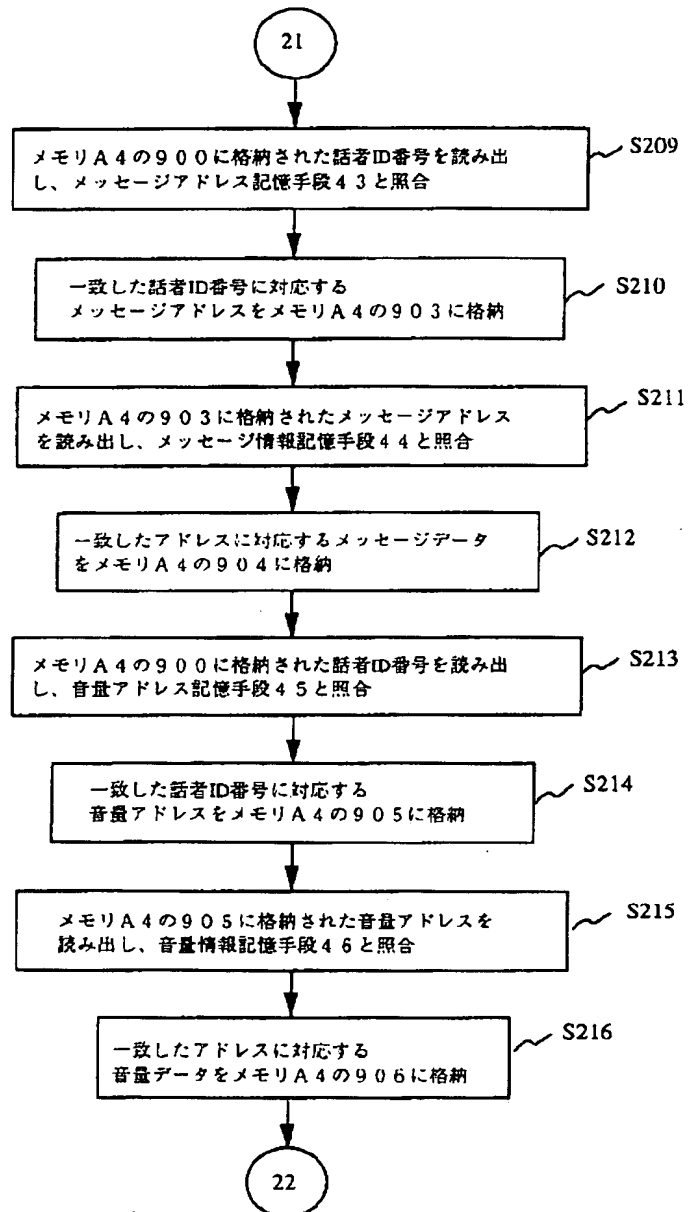 21
メモリA4の900に格納された話者ID番号を読み出
し、メッセージアドレス記憶手段43と照合
S209
一致した話者ID番号に対応する
メッセージアドレスをメモリA4の903に格納
S210
メモリA4の903に格納されたメッセージアドレス
を読み出し、メッセージ情報記憶手段44と照合
S211
一致したアドレスに対応するメッセージデータ
をメモリA4の904に格納
S212
メモリA4の900に格納された話者ID番号を読み出
し、音量アドレス記憶手段45と照合
S213
一致した話者ID番号に対応する
音量アドレスをメモリA4の905に格納
S214
メモリA4の905に格納された音量アドレスを
読み出し、音量情報記憶手段46と照合
S215
一致したアドレスに対応する
音量データをメモリA4の906に格納
S216
22